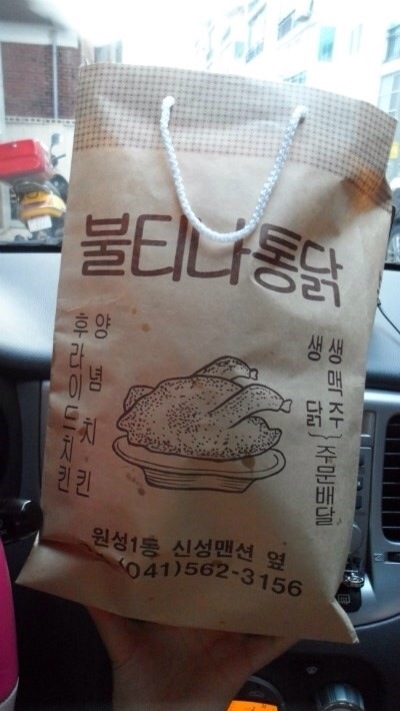 불티나통닭
양념치킨
후라이드치킨
생맥주
생닭
주문배달
원성1동 신성맨션 옆
(041)562-3156